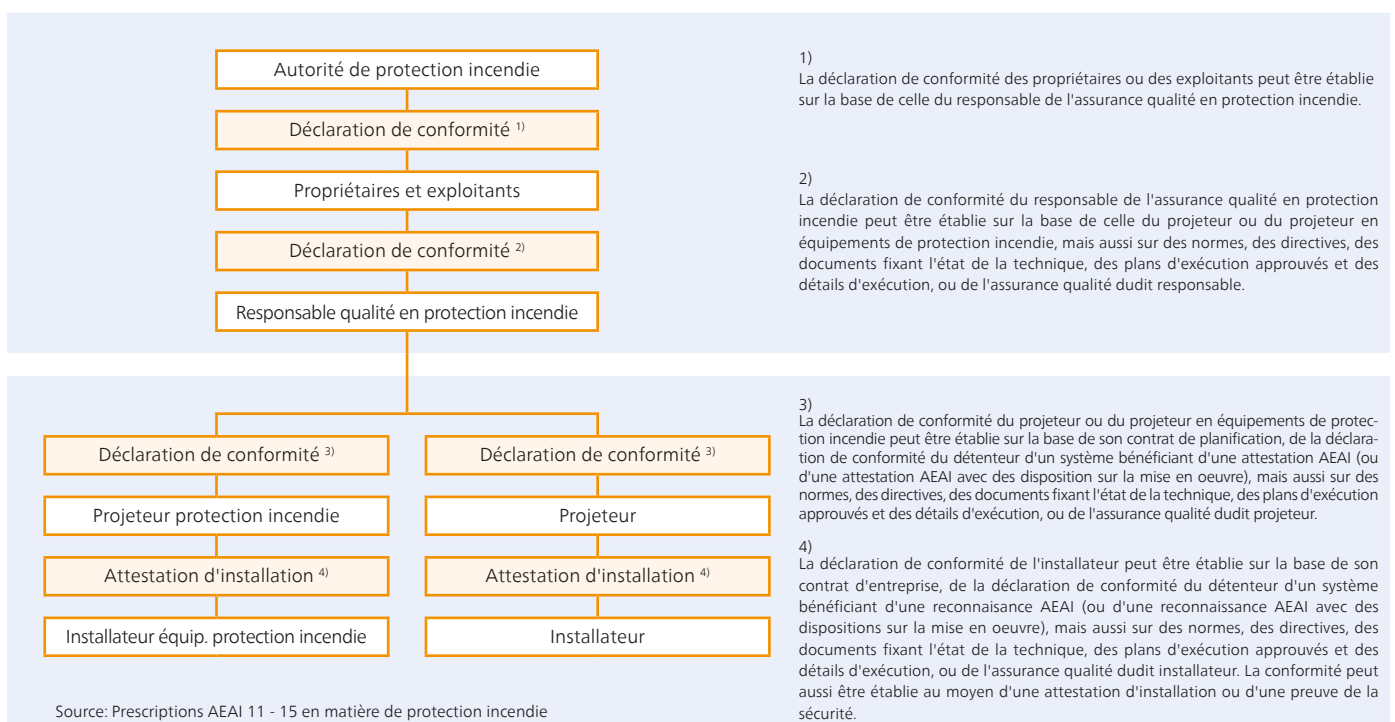 Autorité de protection incendie
Déclaration de conformité 1)
Propriétaires et exploitants
Déclaration de conformité 2)
Responsable qualité en protection incendie
1)
La déclaration de conformité des propriétaires ou des exploitants peut être établie
sur la base de celle du responsable de l'assurance qualité en protection incendie.
2)
La déclaration de conformité du responsable de l'assurance qualité en protection
incendie peut être établie sur la base de celle du projeteur ou du projeteur en
équipements de protection incendie, mais aussi sur des normes, des directives, des
documents fixant l'état de la technique, des plans d'exécution approuvés et des
détails d'exécution, ou de l'assurance qualité dudit responsable.
Déclaration de conformité 3)
Projeteur protection incendie
Attestation d'installation 4)
Installateur équip. protection incendie
Déclaration de conformité 3)
Projeteur
Attestation d'installation 4)
Installateur
3)
La déclaration de conformité du projeteur ou du projeteur en équipements de protec-
tion incendie peut être établie sur la base de son contrat de planification, de la déclara-
tion de conformité du détenteur d'un système bénéficiant d'une attestation AEAI (ou
d'une attestation AEAI avec des disposition sur la mise en oeuvre), mais aussi sur des
normes, des directives, des documents fixant l'état de la technique, des plans d'exécution
approuvés et des détails d'exécution, ou de l'assurance qualité dudit projeteur.
4)
La déclaration de conformité de l'installateur peut être établie sur la base de son
contrat d'entreprise, de la déclaration de conformité du détenteur d'un système
bénéficiant d'une reconnaisance AEAI (ou d'une reconnaissance AEAI avec des
dispositions sur la mise en oeuvre), mais aussi sur des normes, des directives, des
documents fixant l'état de la technique, des plans d'exécution approuvés et des
détails d'exécution, ou de l'assurance qualité dudit installateur. La conformité peut
aussi être établie au moyen d'une attestation d'installation ou d'une preuve de la
sécurité.
Source: Prescriptions AEAI 11 - 15 en matière de protection incendie